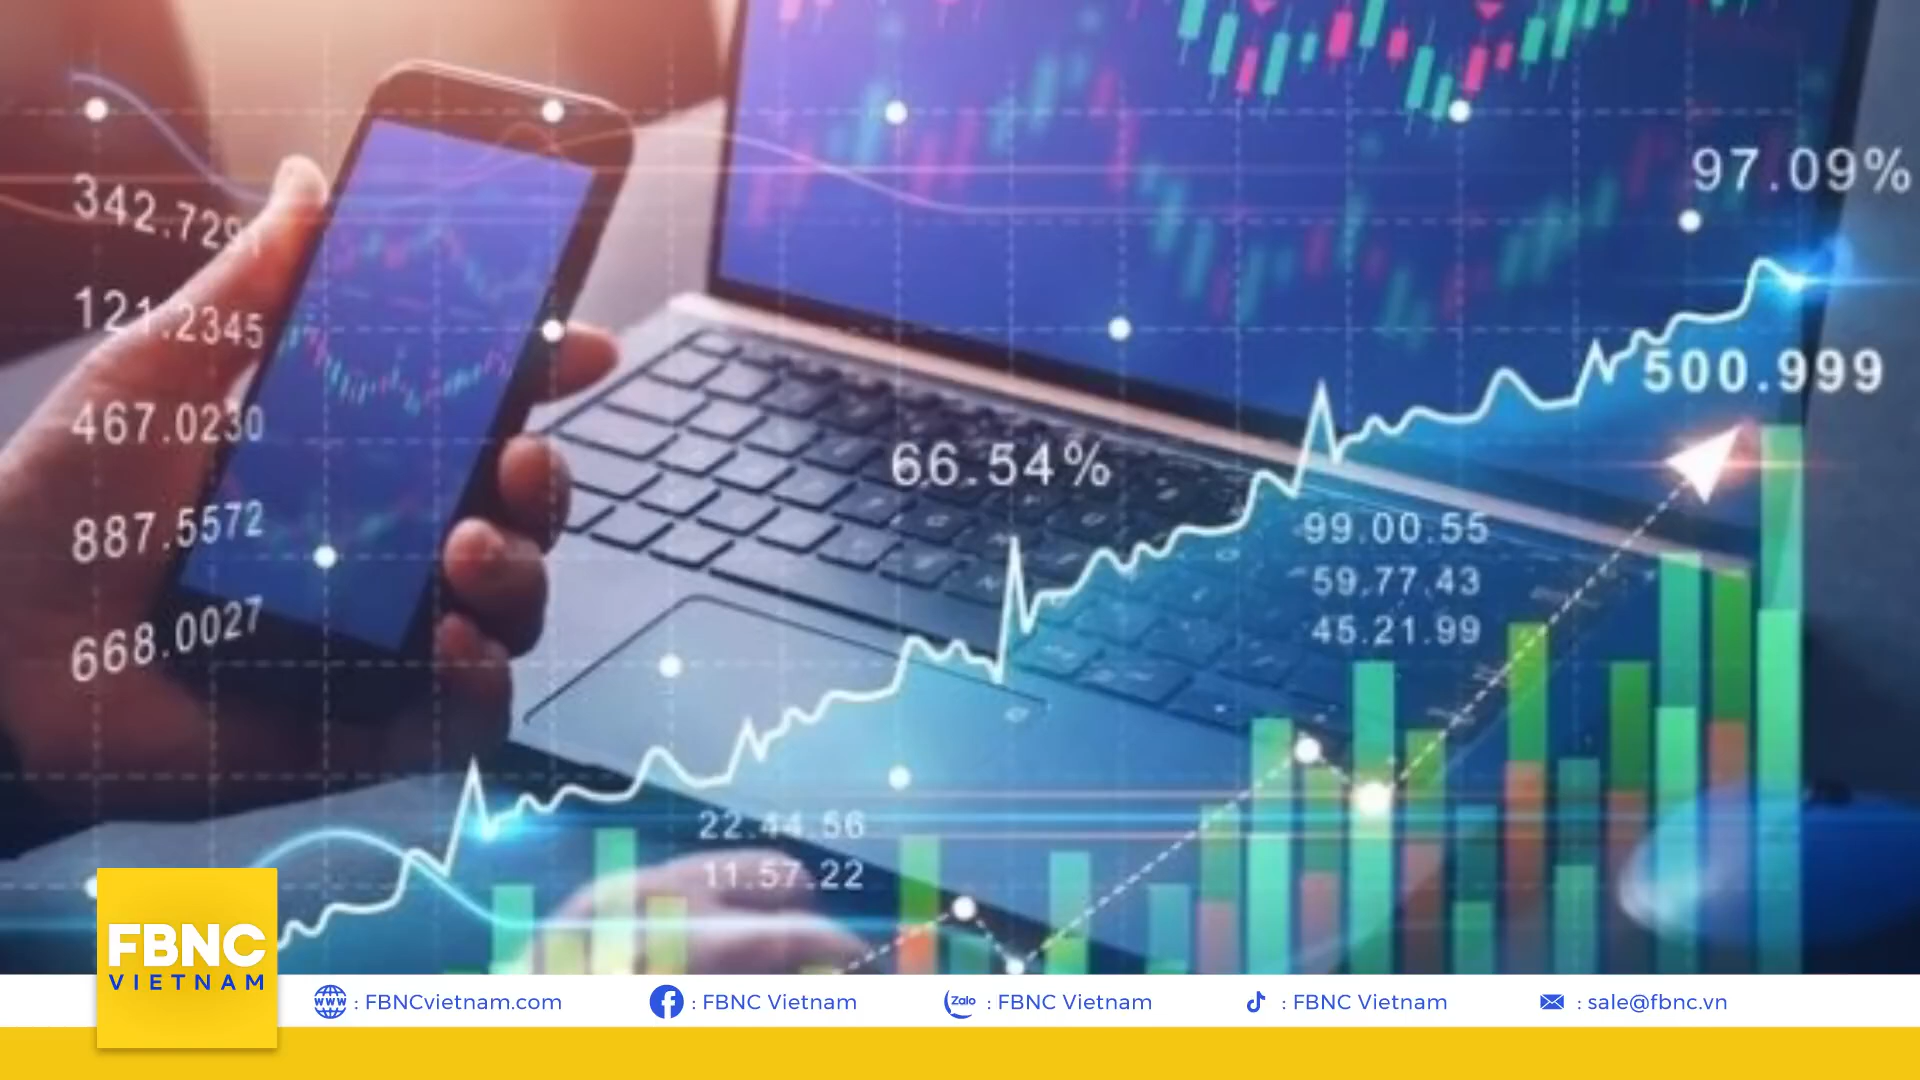 97.09%
342.7291
121.2345
500.999
467.0230
66.54%
887.5572
99.00.55
59.77.43
45.21.99
668.0027
22.44.56
11.57.22
FBNC
VIETNAM
www : FBNCvietnam.com
: FBNC Vietnam
Zalo : FBNC Vietnam
: FBNC Vietnam
: sale@fbnc.vn